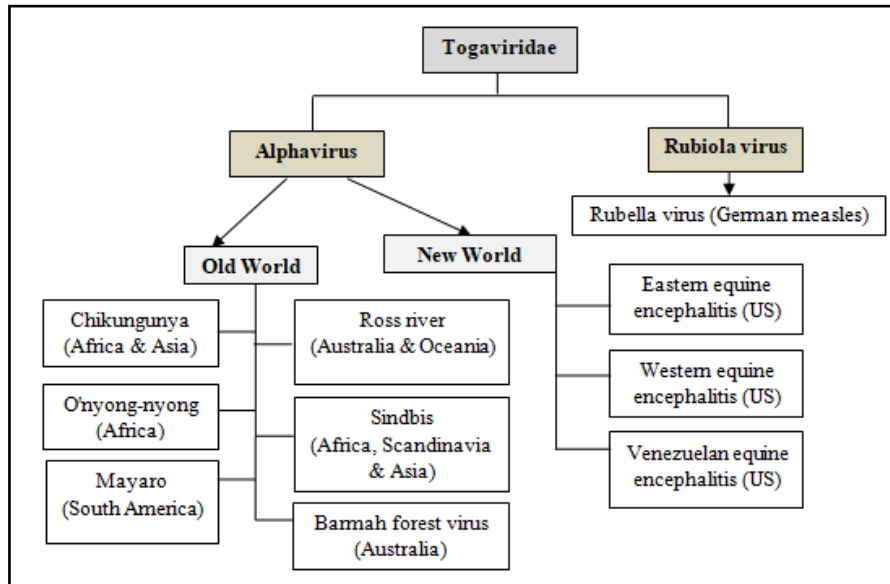 Togaviridae
Alphavirus
Rubiola virus
Rubella virus (German measles)
Old World
New World
Chikungunya
(Africa & Asia)
O'nyong-nyong
(Africa)
Mayaro
(South America)
Ross river
(Australia & Oceania)
Sindbis
(Africa, Scandinavia
& Asia)
Barmah forest virus
(Australia)
Eastern equine
encephalitis (US)
Western equine
encephalitis (US)
Venezuelan equine
encephalitis (US)